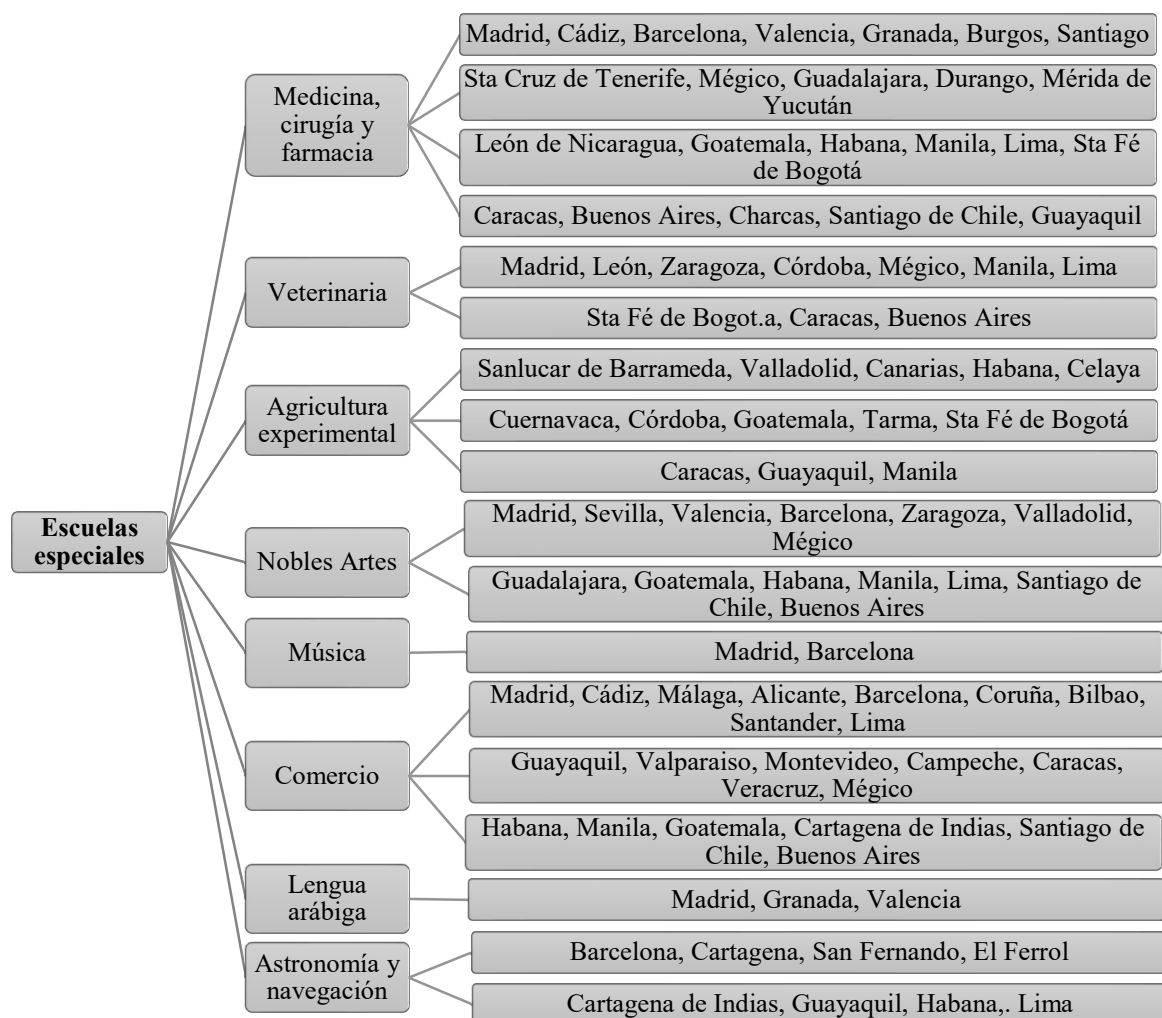 Escuelas
especiales
Medicina,
cirugía y
farmacia
Madrid, Cádiz, Barcelona, Valencia, Granada, Burgos, Santiago
Sta Cruz de Tenerife, Mégico, Guadalajara, Durango, Mérida de
Yucután
León de Nicaragua, Goatemala, Habana, Manila, Lima, Sta Fé
de Bogotá
Caracas, Buenos Aires, Charcas, Santiago de Chile, Guayaquil
Veterinaria
Madrid, León, Zaragoza, Córdoba, Mégico, Manila, Lima
Sta Fé de Bogot.a, Caracas, Buenos Aires
Agricultura
experimental
Sanlucar de Barrameda, Valladolid, Canarias, Habana, Celaya
Cuernavaca, Córdoba, Goatemala, Tarma, Sta Fé de Bogotá
Caracas, Guayaquil, Manila
Nobles Artes
Madrid, Sevilla, Valencia, Barcelona, Zaragoza, Valladolid,
Mégico
Guadalajara, Goatemala, Habana, Manila, Lima, Santiago de
Chile, Buenos Aires
Música
Madrid, Barcelona
Comercio
Madrid, Cádiz, Málaga, Alicante, Barcelona, Coruña, Bilbao,
Santander, Lima
Guayaquil, Valparaiso, Montevideo, Campeche, Caracas,
Veracruz, Mégico
Habana, Manila, Goatemala, Cartagena de Indias, Santiago de
Chile, Buenos Aires
Lengua
arábiga
Madrid, Granada, Valencia
Astronomía y
navegación
Barcelona, Cartagena, San Fernando, El Ferrol
Cartagena de Indias, Guayaquil, Habana,. Lima